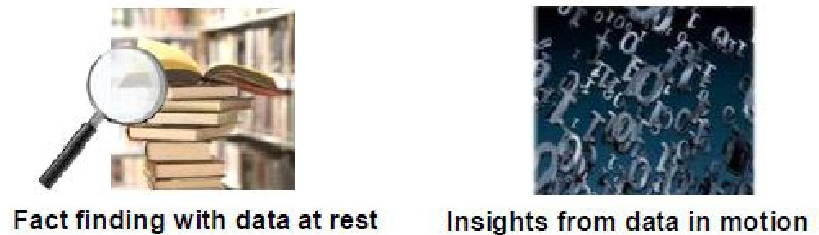 Fact finding with data at rest
Insights from data in motion